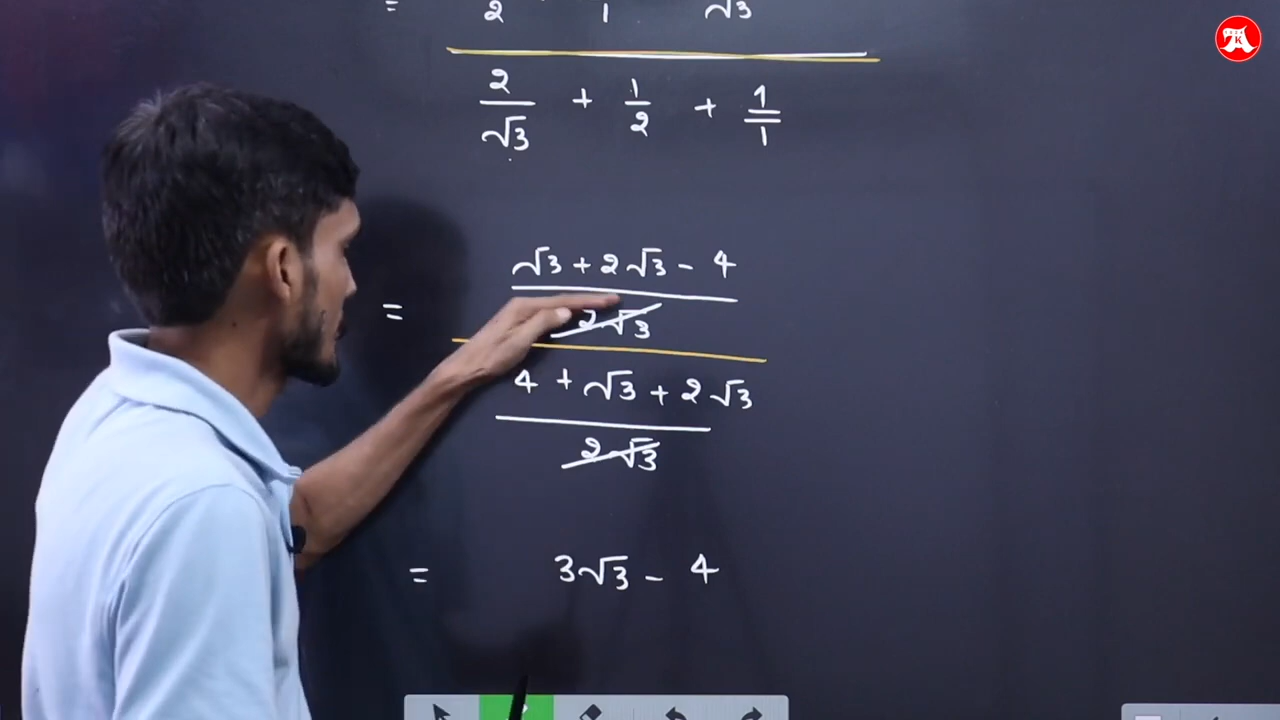 = 2 1 √3
2/√3 + 1/2 + 1/1
√3 + 2√3 - 4
= 2√3
4 + √3 + 2√3
2√3
= 3√3 - 4